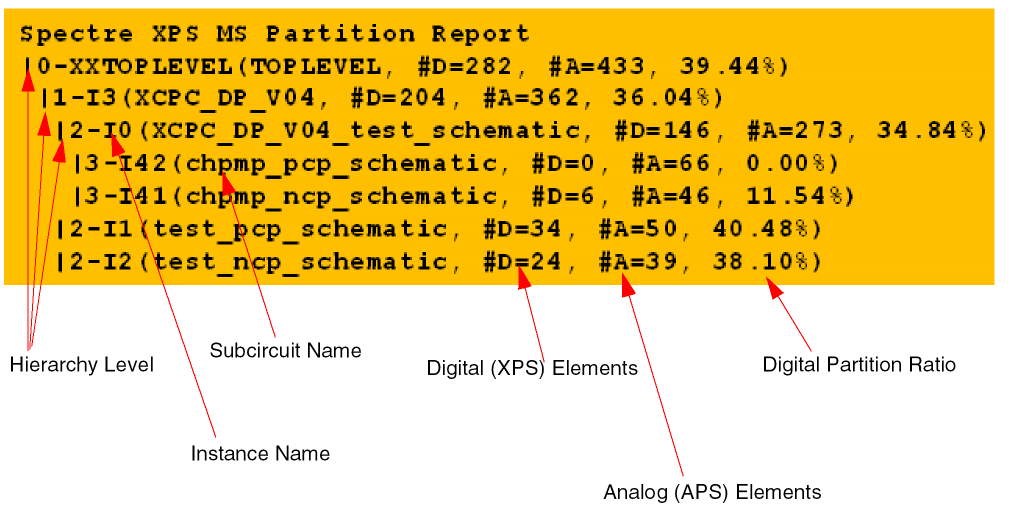 Spectre XPS MS Partition Report
|0-XXTOPLEVEL(TOPLEVEL, #D=282, #A=433, 39.44%)
|1-I3(XCPC_DP_V04, #D=204, #A=362, 36.04%)
|2-I0(XCPC_DP_V04_test_schematic, #D=146, #A=273, 34.84%)
|3-I42(chpmp_pcp_schematic, #D=0, #A=66, 0.00%)
|3-I41(chpmp_ncp_schematic, #D=6, #A=46, 11.54%)
|2-I1(test_pcp_schematic, #D=34, #A=50, 40.48%)
|2-I2(test_ncp_schematic, #D=24, #A=39, 38.10%)
Hierarchy Level
Subcircuit Name
Digital (XPS) Elements
Digital Partition Ratio
Instance Name
Analog (APS) Elements